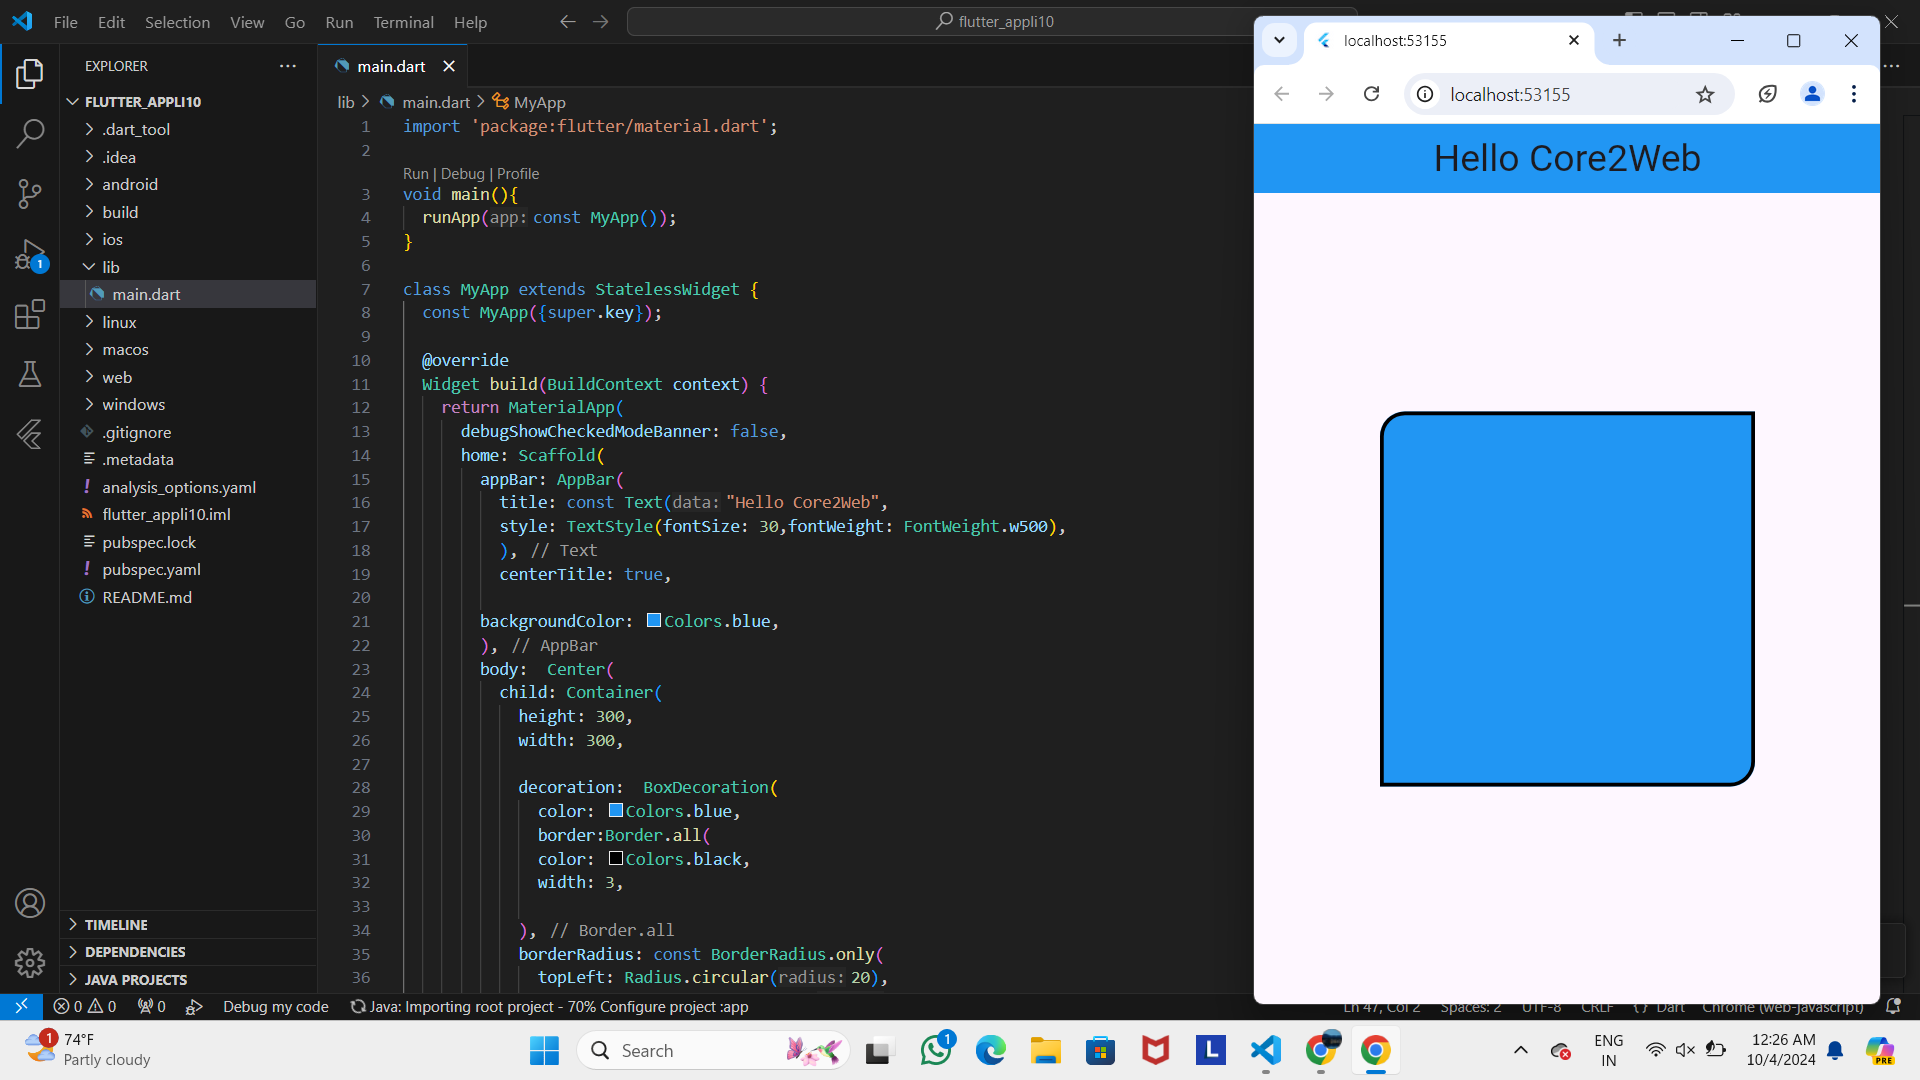 File Edit Selection View Go Run Terminal Help
flutter_appli10
EXPLORER
FLUTTER_APPLI10
.dart_tool
.idea
android
build
ios
lib
main.dart
linux
macos
web
windows
.gitignore
.metadata
analysis_options.yaml
flutter_appli10.iml
pubspec.lock
pubspec.yaml
README.md
TIMELINE
DEPENDENCIES
JAVA PROJECTS
1
main.dart
lib > main.dart > MyApp
1 import 'package:flutter/material.dart';
2
Run | Debug | Profile
3 void main(){
4 runApp(app: const MyApp());
5 }
6
7 class MyApp extends StatelessWidget {
8 const MyApp({super.key});
9
10 @override
11 Widget build(BuildContext context) {
12 return MaterialApp(
13 debugShowCheckedModeBanner: false,
14 home: Scaffold(
15 appBar: AppBar(
16 title: const Text(data: "Hello Core2Web",
17 style: TextStyle(fontSize: 30,fontWeight: FontWeight.w500),
18 ), // Text
19 centerTitle: true,
20
21 backgroundColor: Colors.blue,
22 ), // AppBar
23 body: Center(
24 child: Container(
25 height: 300,
26 width: 300,
27
28 decoration: BoxDecoration(
29 color: Colors.blue,
30 border:Border.all(
31 color: Colors.black,
32 width: 3,
33
34 ), // Border.all
35 borderRadius: const BorderRadius.only(
36 topLeft: Radius.circular(radius: 20),
localhost:53155
localhost:53155
Hello Core2Web
0 0 0 Debug my code Java: Importing root project - 70% Configure project :app
Ln 47, Col 2 Spaces: 2 UTF-8 CRLF {} Dart Chrome (web-javascript)
1
74°F
Partly cloudy
Search
1
L
ENG
IN
12:26 AM
10/4/2024
PRE